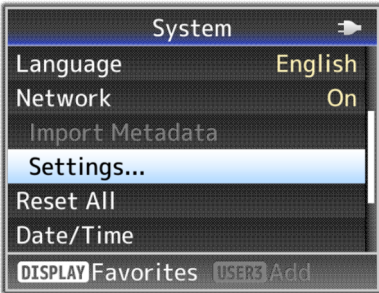 System
Language English
Network On
Import Metadata
Settings...
Reset All
Date/Time
DISPLAY Favorites USER3 Add